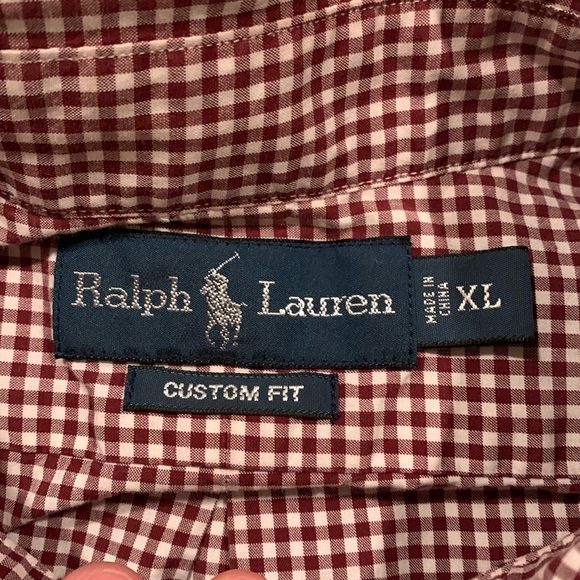 Ralph Lauren
MADE IN
CHINA
XL
CUSTOM FIT